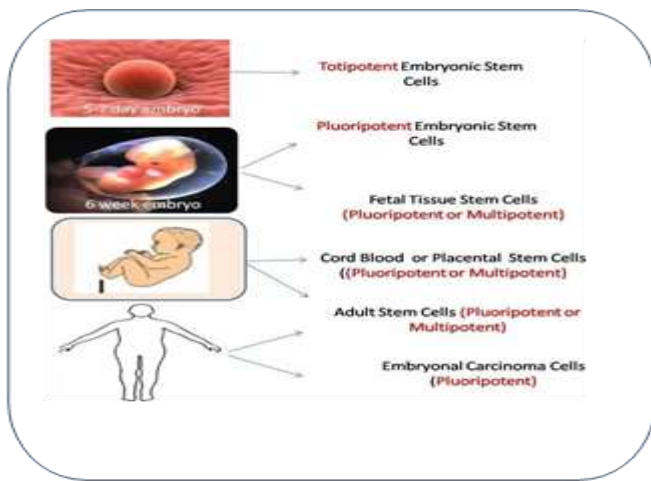 5-7 day embryo
Totipotent Embryonic Stem
Cells
Pluoripotent Embryonic Stem
Cells
6 week embryo
Fetal Tissue Stem Cells
(Pluoripotent or Multipotent)
Cord Blood or Placental Stem Cells
((Pluoripotent or Multipotent)
Adult Stem Cells (Pluoripotent or
Multipotent)
Embryonal Carcinoma Cells
(Pluoripotent)